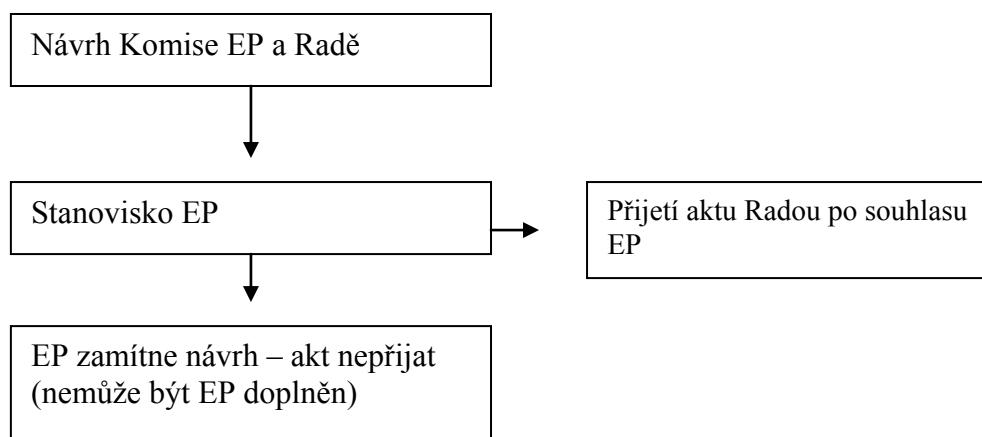 Návrh Komise EP a Radě
Stanovisko EP
Přijetí aktu Radou po souhlasu
EP
EP zamítne návrh – akt nepřijat
(nemůže být EP doplněn)